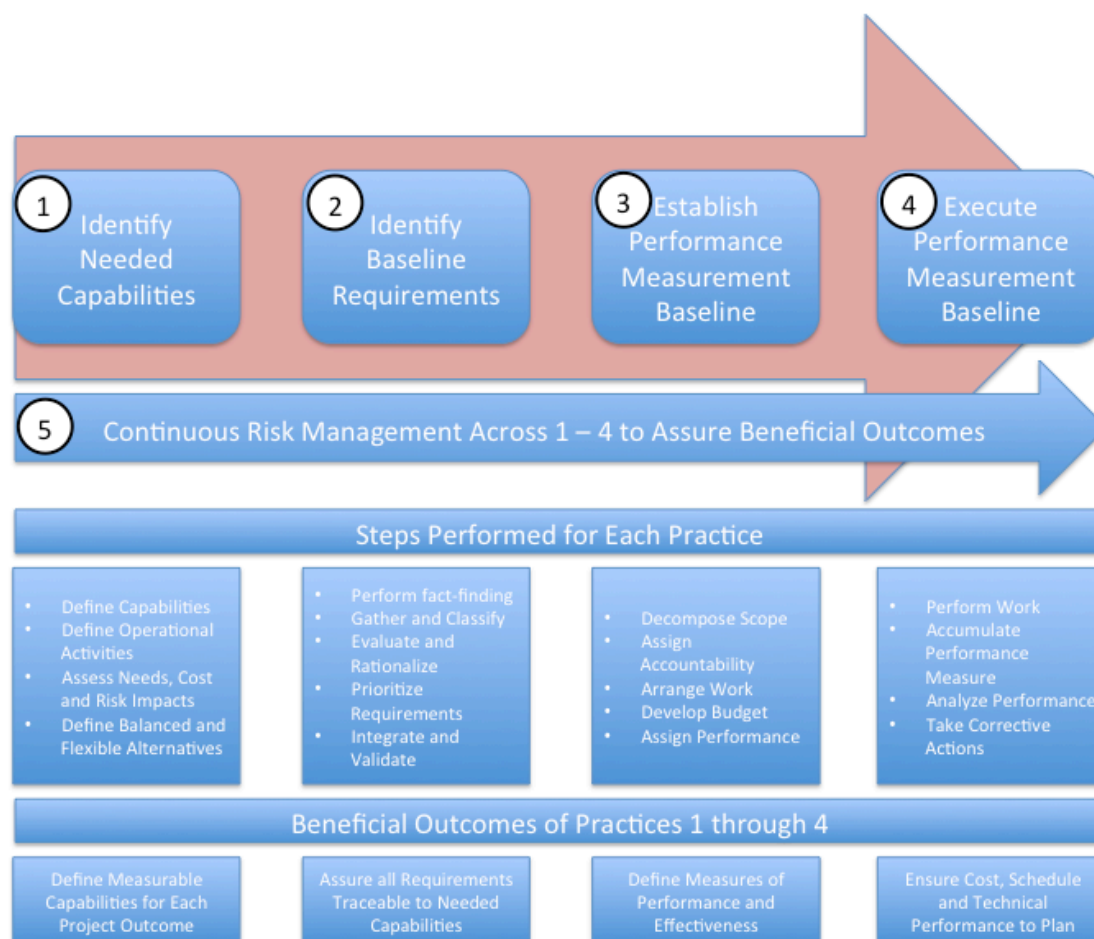 1
Identify
Needed
Capabilities
2
Identify
Baseline
Requirements
3
Establish
Performance
Measurement
Baseline
4
Execute
Performance
Measurement
Baseline
5
Continuous Risk Management Across 1 – 4 to Assure Beneficial Outcomes
Steps Performed for Each Practice
• Define Capabilities
• Define Operational
Activities
• Assess Needs, Cost
and Risk Impacts
• Define Balanced and
Flexible Alternatives
• Perform fact-finding
• Gather and Classify
• Evaluate and
Rationalize
• Prioritize
Requirements
• Integrate and
Validate
• Decompose Scope
• Assign
Accountability
• Arrange Work
• Develop Budget
• Assign Performance
• Perform Work
• Accumulate
Performance
Measure
• Analyze Performance
• Take Corrective
Actions
Beneficial Outcomes of Practices 1 through 4
Define Measurable
Capabilities for Each
Project Outcome
Assure all Requirements
Traceable to Needed
Capabilities
Define Measures of
Performance and
Effectiveness
Ensure Cost, Schedule
and Technical
Performance to Plan